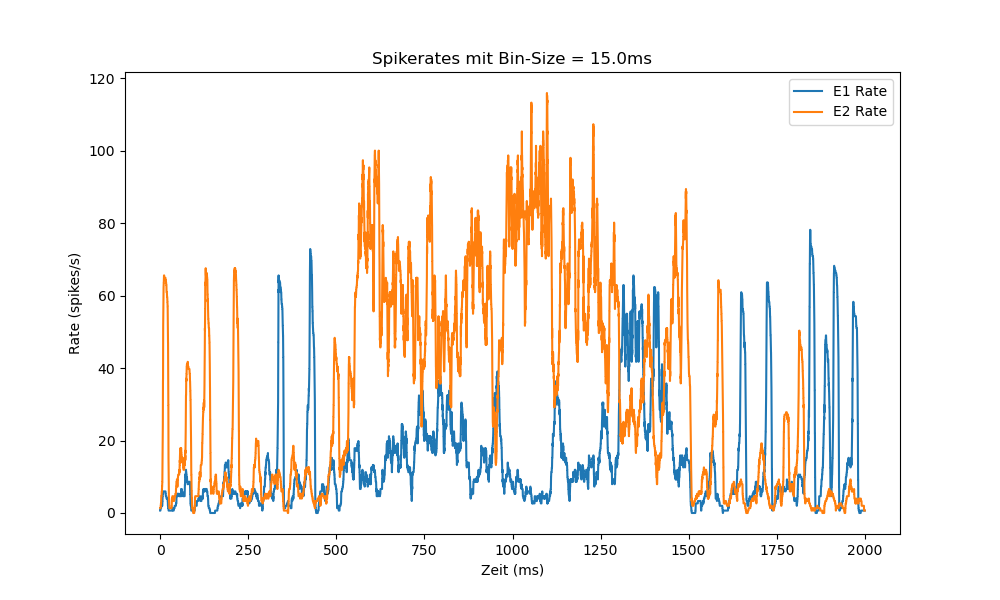 Spikerates mit Bin-Size = 15.0ms
E1 Rate
E2 Rate
Rate (spikes/s)
120
100
80
60
40
20
0
0 250 500 750 1000 1250 1500 1750 2000
Zeit (ms)